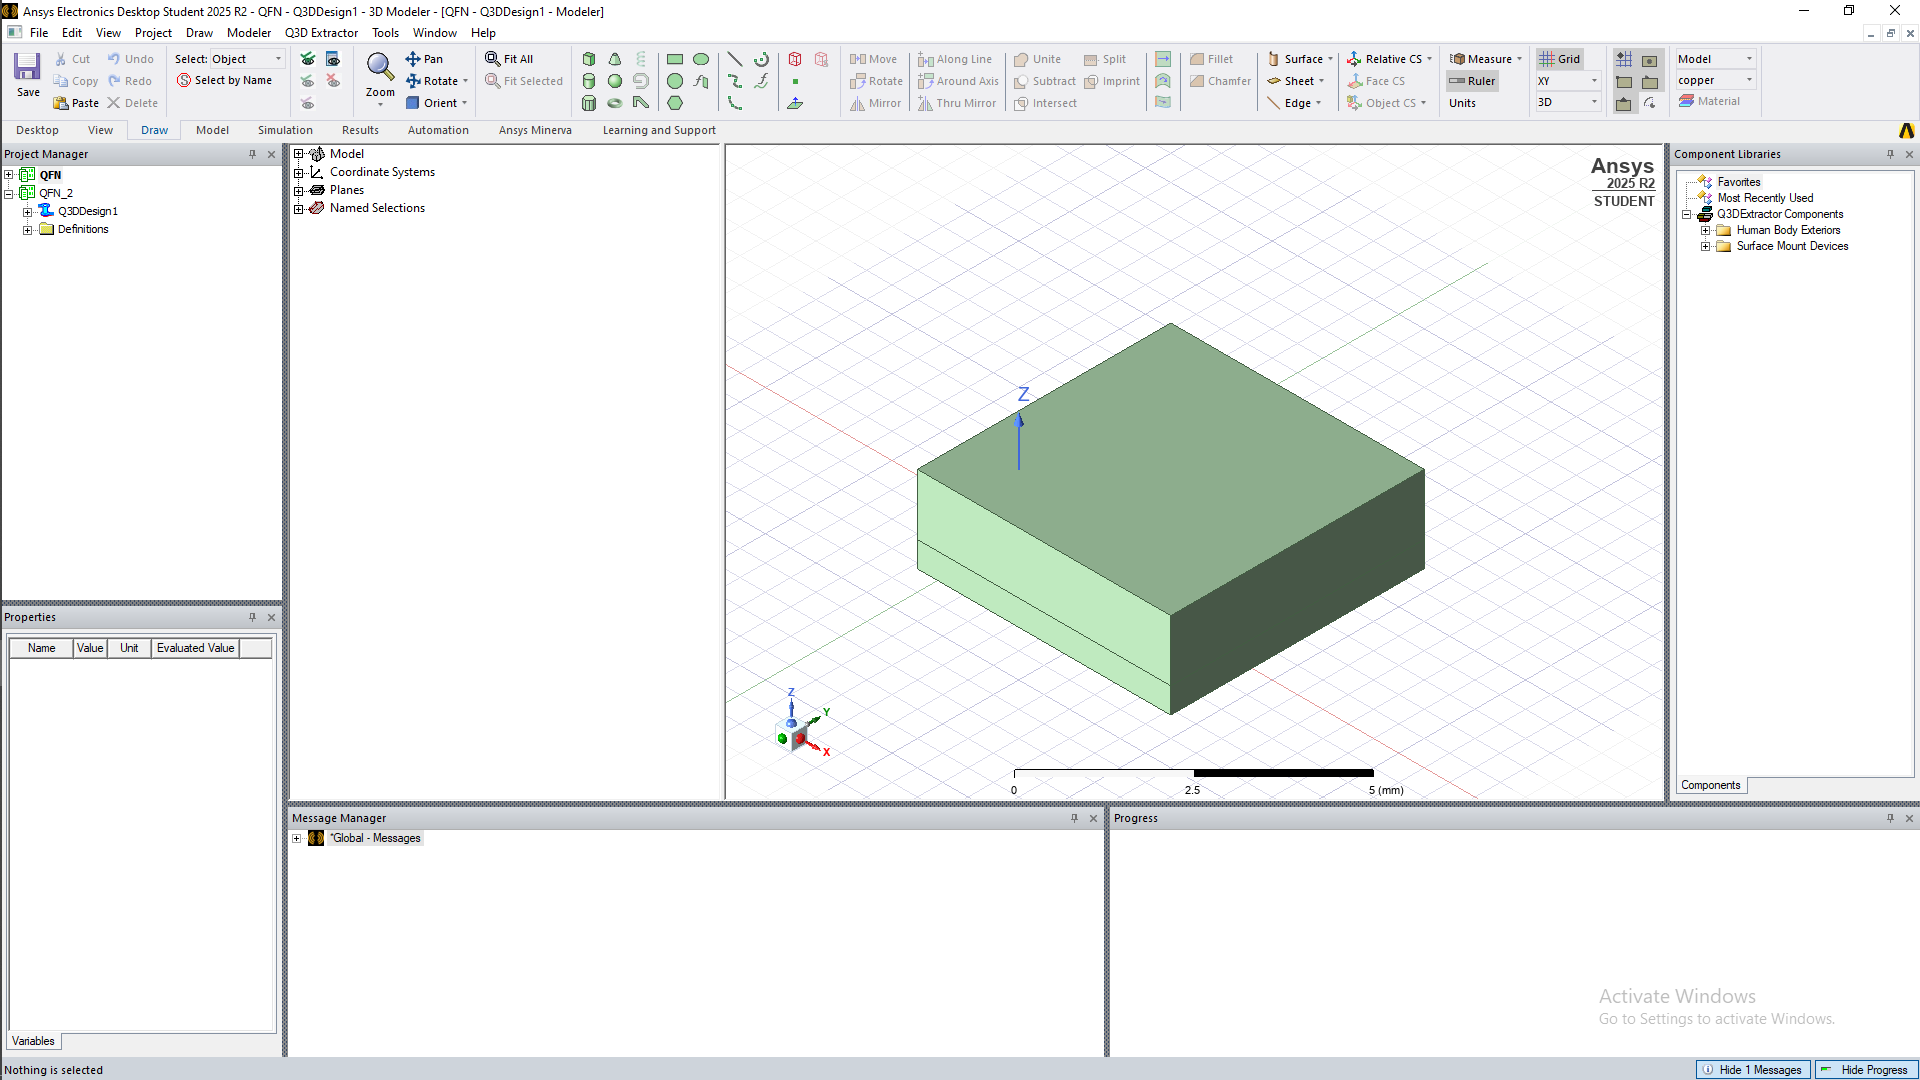 Ansys Electronics Desktop Student 2025 R2 - QFN - Q3DDesign1 - 3D Modeler - [QFN - Q3DDesign1 - Modeler]
File Edit View Project Draw Modeler Q3D Extractor Tools Window Help
Save
Cut
Copy
Paste
Undo
Redo
Delete
Select: Object
Select by Name
Zoom
Pan
Rotate
Orient
Fit All
Fit Selected
Move
Rotate
Mirror
Along Line
Around Axis
Thru Mirror
Unite
Subtract
Intersect
Split
Imprint
Fillet
Chamfer
Surface
Sheet
Edge
Relative CS
Face CS
Object CS
Measure
Ruler
Units
Grid
XY
3D
Model
copper
Material
Desktop View Draw Model Simulation Results Automation Ansys Minerva Learning and Support
Project Manager
QFN
QFN_2
Q3DDesign1
Definitions
Properties
Name Value Unit Evaluated Value
Variables
Model
Coordinate Systems
Planes
Named Selections
Ansys
2025 R2
STUDENT
Z
Z
Y
X
0 2.5 5 (mm)
Component Libraries
Favorites
Most Recently Used
Q3DExtractor Components
Human Body Exteriors
Surface Mount Devices
Components
Message Manager
*Global - Messages
Progress
Activate Windows
Go to Settings to activate Windows.
Nothing is selected
Hide 1 Messages
Hide Progress